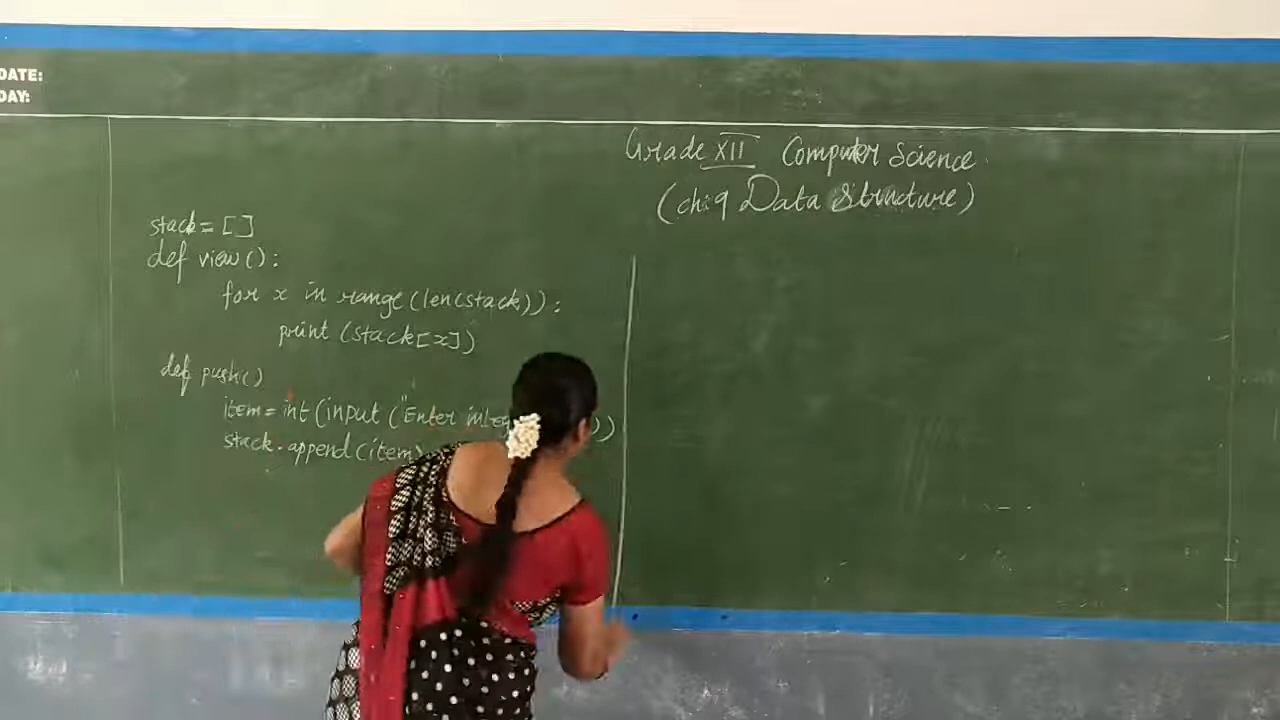 DATE:
DAY:
Grade XII Computer Science
(ch:9 Data Structure)
stack = []
def view():
for x in range(len(stack)):
print (stack[x])
def push()
item = int (input ("Enter ))
stack.append(item)